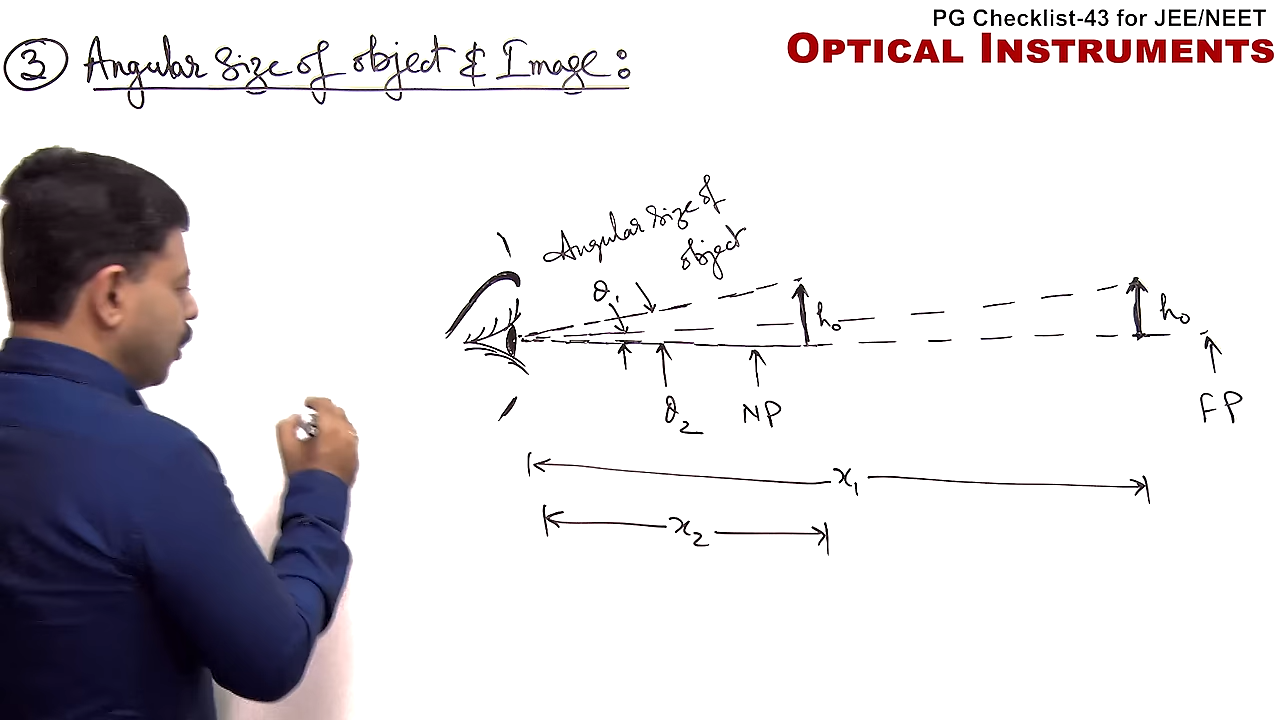 PG Checklist-43 for JEE/NEET
OPTICAL INSTRUMENTS
③ Angular Size of object & Image :
Angular Size of
object
θ₁
h₀
h₀
θ₂
NP
FP
x₁
x₂